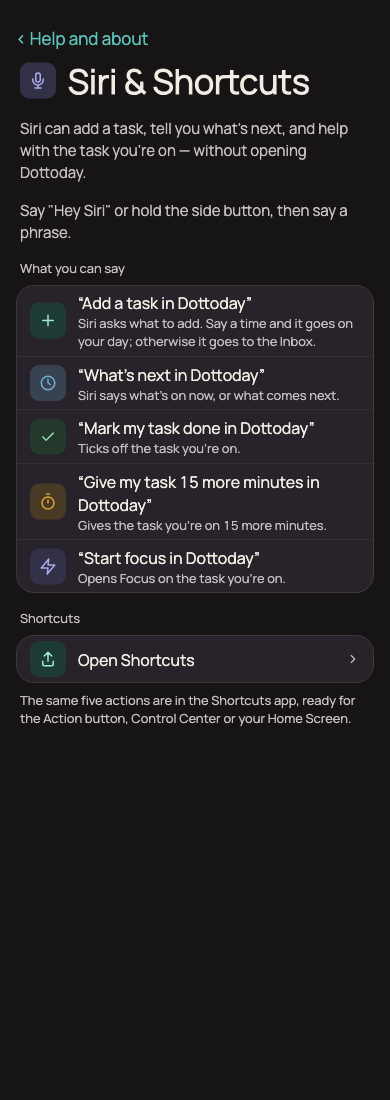 Help and about
Siri & Shortcuts
Siri can add a task, tell you what's next, and help
with the task you're on — without opening
Dottoday.
Say "Hey Siri" or hold the side button, then say a
phrase.
What you can say
“Add a task in Dottoday”
Siri asks what to add. Say a time and it goes on
your day; otherwise it goes to the Inbox.
“What's next in Dottoday”
Siri says what's on now, or what comes next.
“Mark my task done in Dottoday”
Ticks off the task you're on.
“Give my task 15 more minutes in
Dottoday”
Gives the task you're on 15 more minutes.
“Start focus in Dottoday”
Opens Focus on the task you're on.
Shortcuts
Open Shortcuts
The same five actions are in the Shortcuts app, ready for
the Action button, Control Center or your Home Screen.